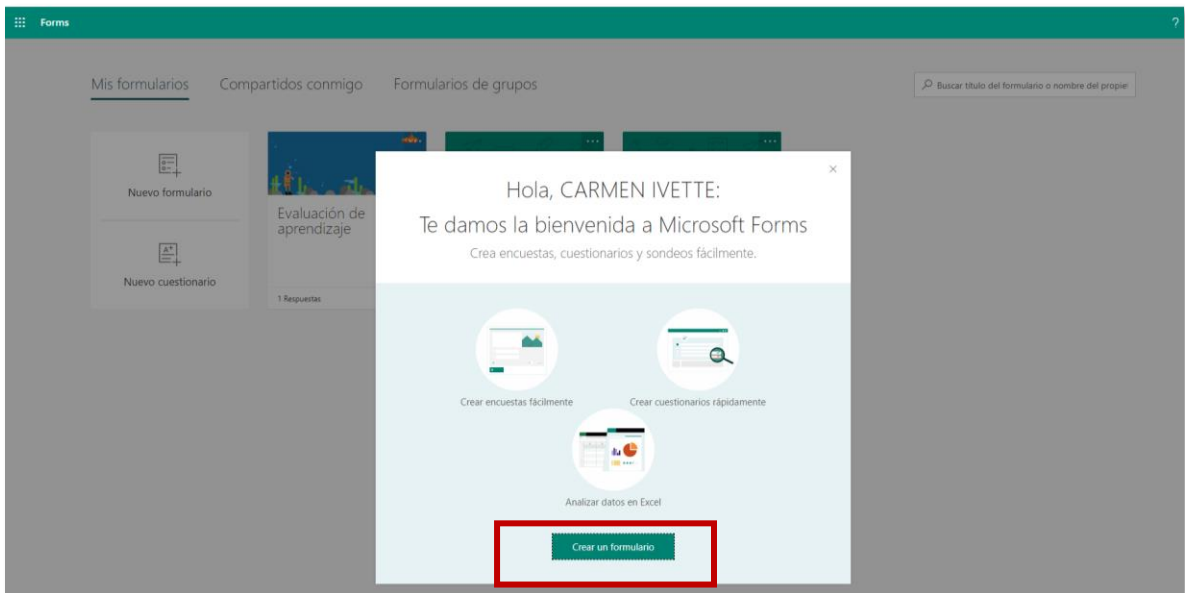 Forms
?
Mis formularios Compartidos conmigo Formularios de grupos
Buscar título del formulario o nombre del propie
Nuevo formulario
Nuevo cuestionario
Evaluación de
aprendizaje
1 Respuestas
Hola, CARMEN IVETTE:
Te damos la bienvenida a Microsoft Forms
Crea encuestas, cuestionarios y sondeos fácilmente.
Crear encuestas fácilmente
Crear cuestionarios rápidamente
Analizar datos en Excel
Crear un formulario